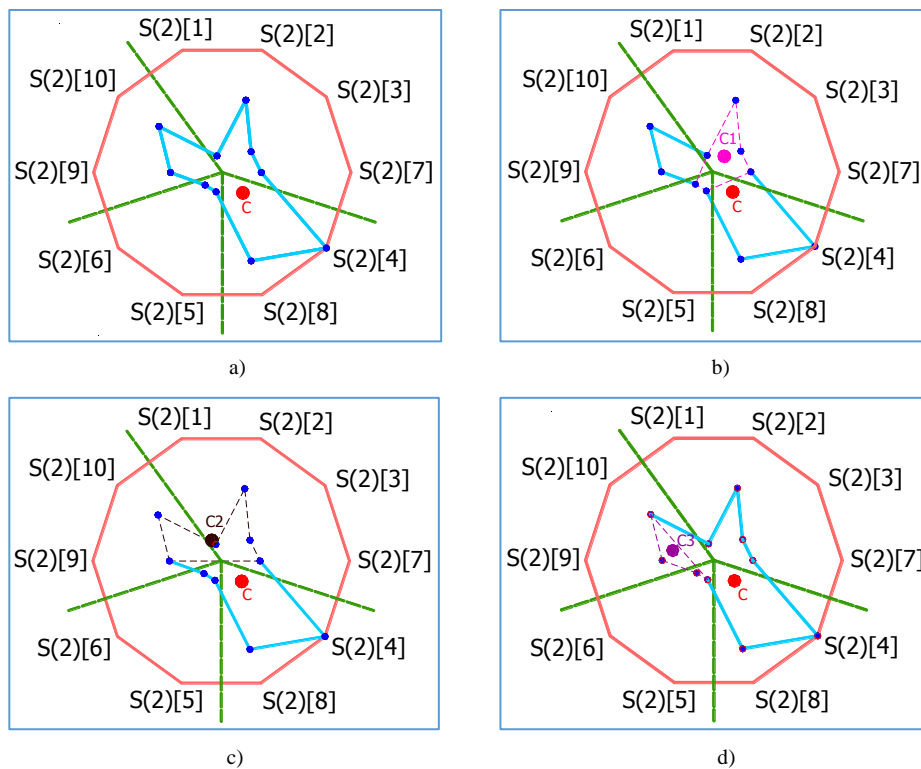 S(2)[1] S(2)[2]
S(2)[10] S(2)[3]
S(2)[9] S(2)[7]
C
S(2)[6] S(2)[4]
S(2)[5] S(2)[8]
a)
S(2)[1] S(2)[2]
S(2)[10] S(2)[3]
C1
S(2)[9] S(2)[7]
C
S(2)[6] S(2)[4]
S(2)[5] S(2)[8]
b)
S(2)[1] S(2)[2]
S(2)[10] S(2)[3]
C2
S(2)[9] S(2)[7]
C
S(2)[6] S(2)[4]
S(2)[5] S(2)[8]
c)
S(2)[1] S(2)[2]
S(2)[10] S(2)[3]
C3
S(2)[9] S(2)[7]
C
S(2)[6] S(2)[4]
S(2)[5] S(2)[8]
d)